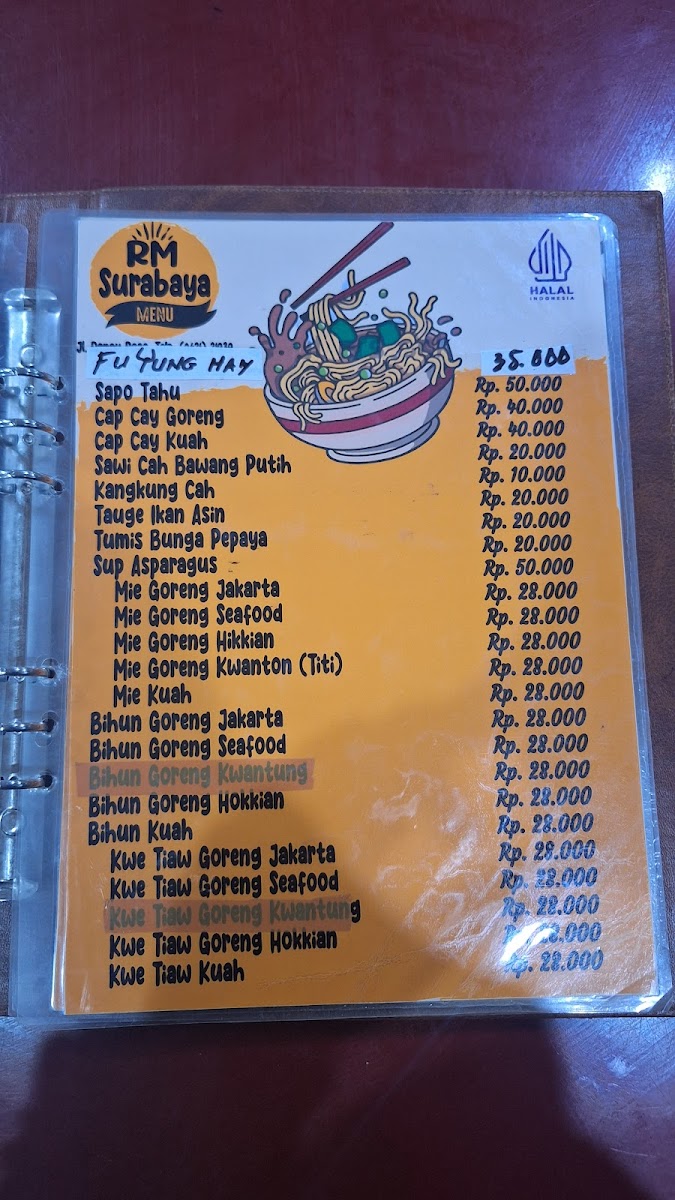 RM
Surabaya
MENU
HALAL
INDONESIA
FU YUNG HAY 35.000
Sapo Tahu Rp. 50.000
Cap Cay Goreng Rp. 40.000
Cap Cay Kuah Rp. 40.000
Sawi Cah Bawang Putih Rp. 20.000
Kangkung Cah Rp. 10.000
Tauge Ikan Asin Rp. 20.000
Tumis Bunga Pepaya Rp. 20.000
Sup Asparagus Rp. 20.000
Mie Goreng Jakarta Rp. 50.000
Mie Goreng Seafood Rp. 28.000
Mie Goreng Hikkian Rp. 28.000
Mie Goreng Kwanton (Titi) Rp. 28.000
Mie Kuah Rp. 28.000
Bihun Goreng Jakarta Rp. 28.000
Bihun Goreng Seafood Rp. 28.000
Bihun Goreng Kwantung Rp. 28.000
Bihun Goreng Hokkian Rp. 28.000
Bihun Kuah Rp. 28.000
Kwe Tiaw Goreng Jakarta Rp. 28.000
Kwe Tiaw Goreng Seafood Rp. 28.000
Kwe Tiaw Goreng Kwantung Rp. 28.000
Kwe Tiaw Goreng Hokkian Rp. 28.000
Kwe Tiaw Kuah Rp. 28.000